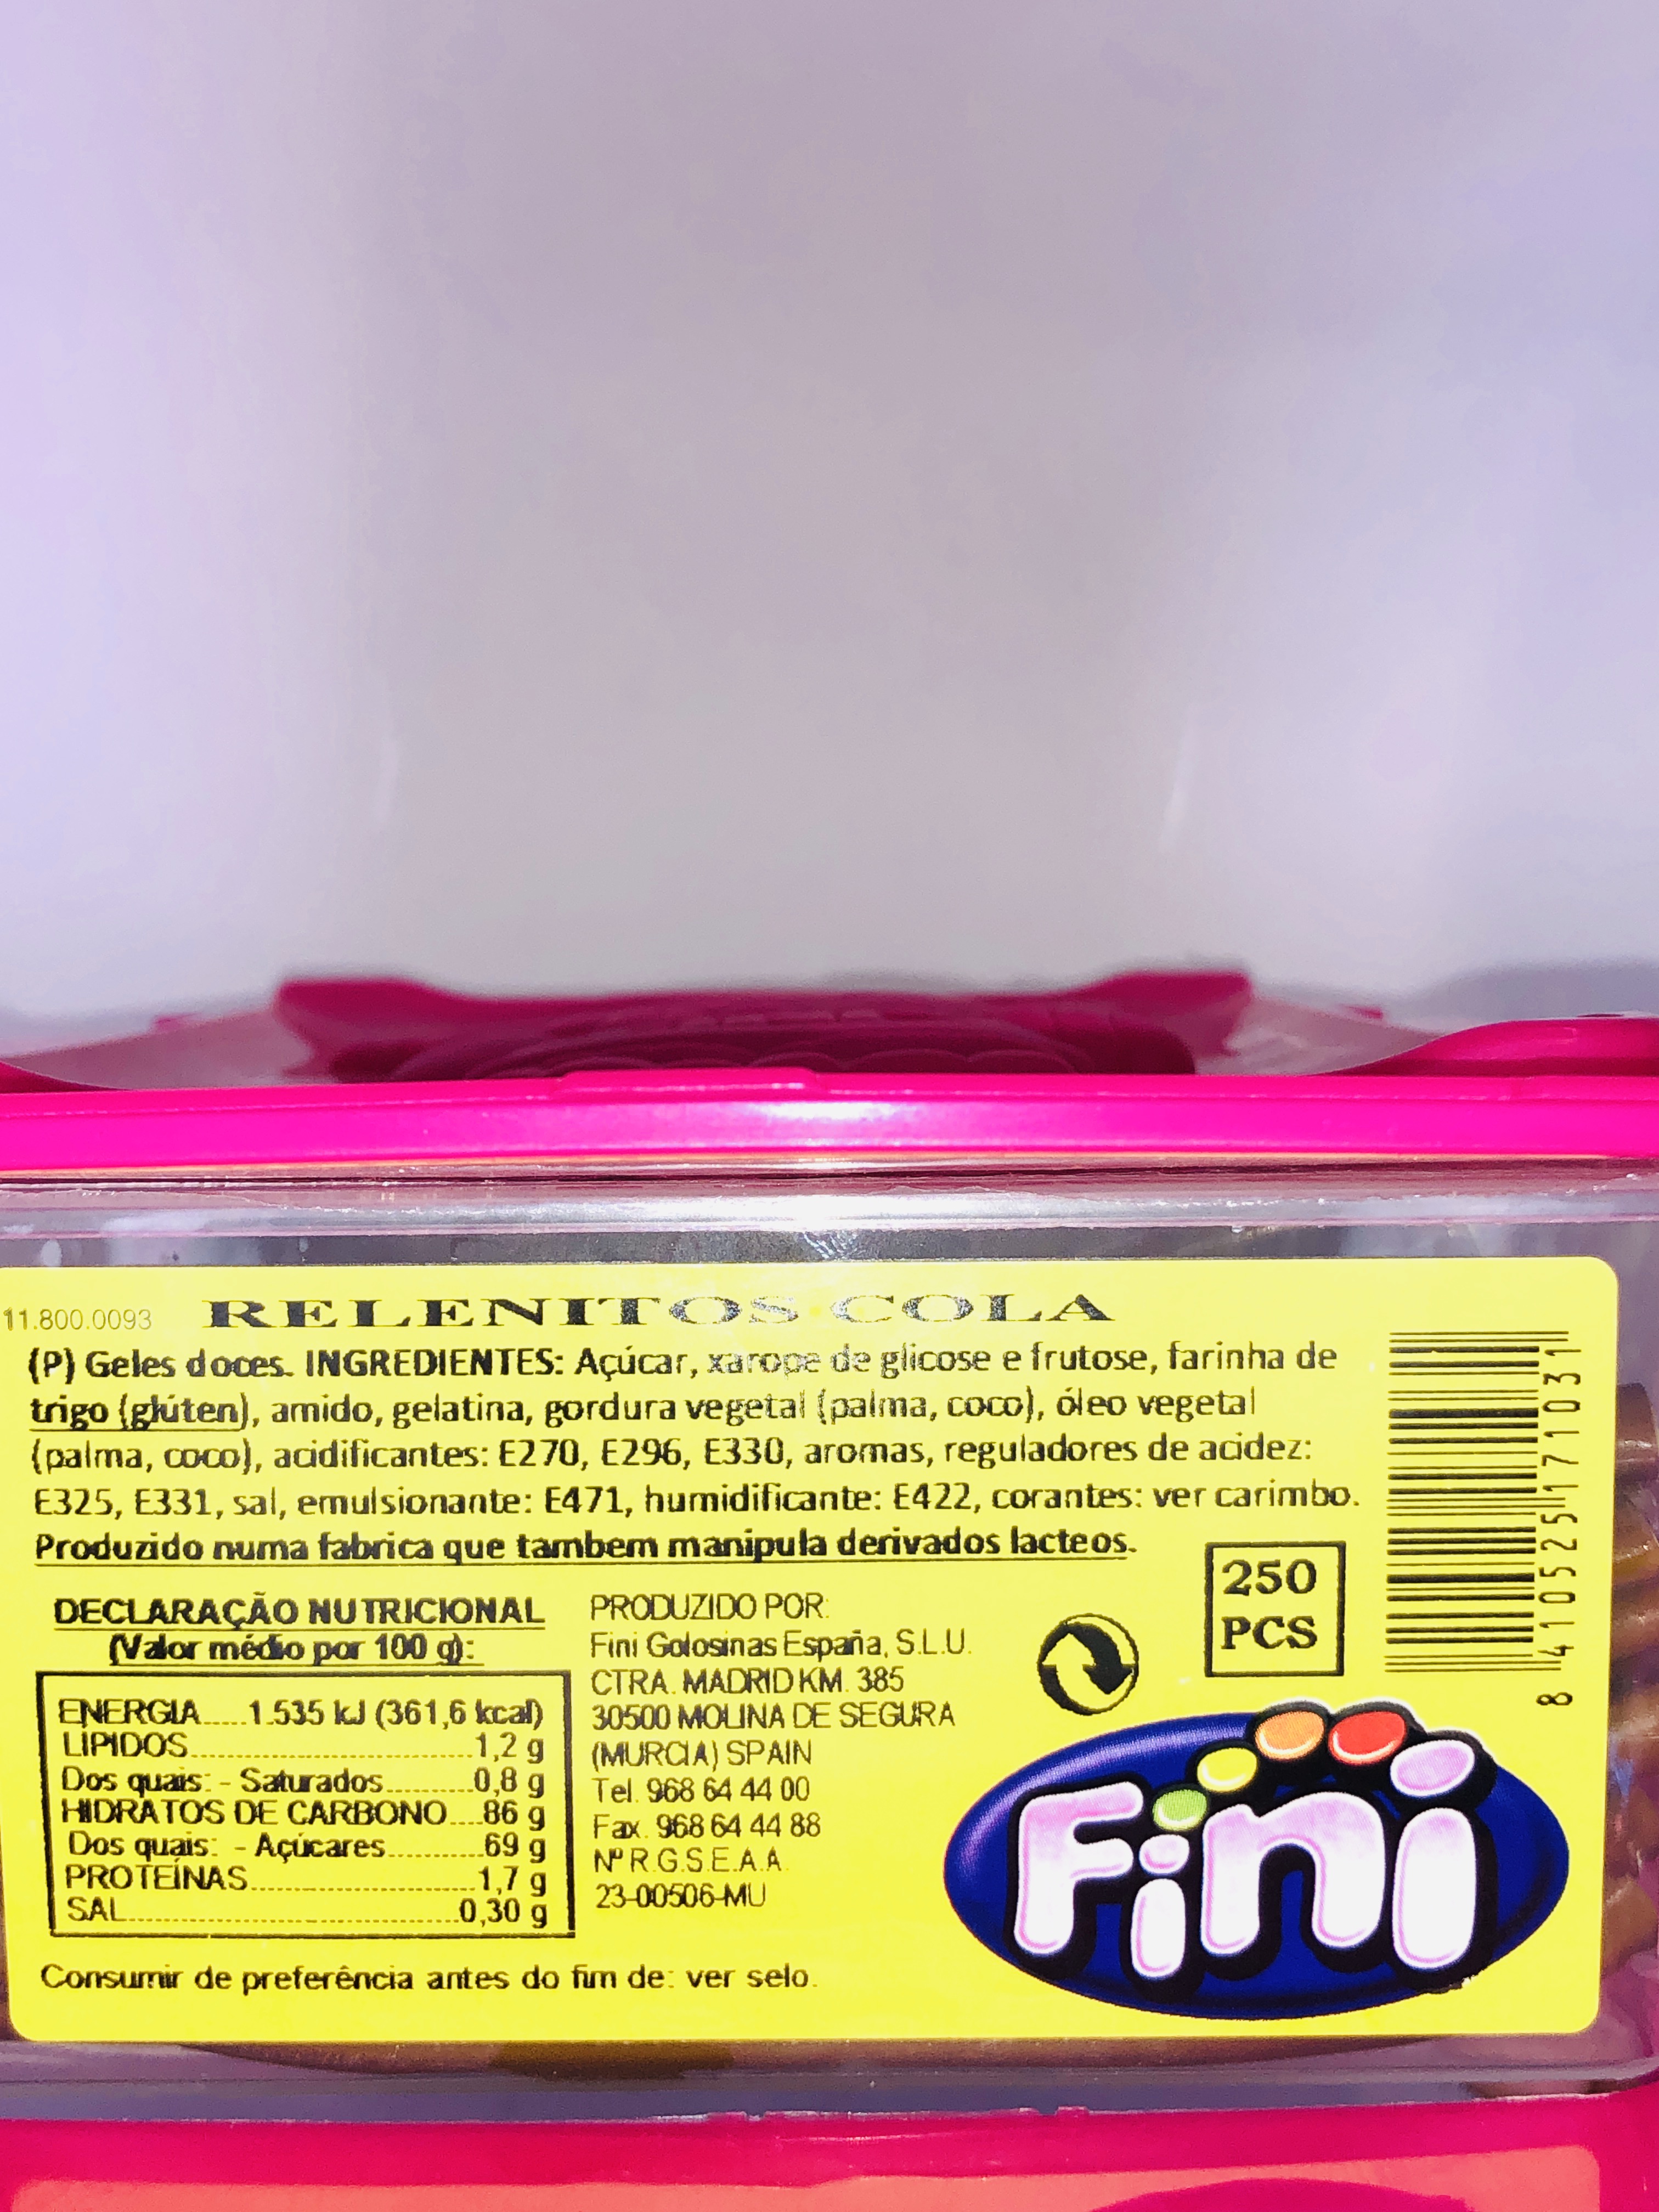 11.800.0093 RELENITOS COLA
(P) Geles doces. INGREDIENTES: Açúcar, xarope de glicose e frutose, farinha de
trigo (glúten), amido, gelatina, gordura vegetal (palma, coco), óleo vegetal
(palma, coco), acidificantes: E270, E296, E330, aromas, reguladores de acidez:
E325, E331, sal, emulsionante: E471, humidificante: E422, corantes: ver carimbo.
Produzido numa fabrica que tambem manipula derivados lacteos.
DECLARAÇÃO NUTRICIONAL
(Valor médio por 100 g):
ENERGIA.....1.535 kJ (361,6 kcal)
LÍPIDOS.....1,2 g
Dos quais: - Saturados.....0,8 g
HIDRATOS DE CARBONO....86 g
Dos quais: - Açúcares.....69 g
PROTEÍNAS.....1,7 g
SAL.....0,30 g
PRODUZIDO POR:
Fini Golosinas España, S.L.U.
CTRA. MADRID KM. 385
30500 MOLINA DE SEGURA
(MURCIA) SPAIN
Tel. 968 64 44 00
Fax. 968 64 44 88
Nº R.G.S.E.A.A.
23-00506-MU
250
PCS
8 410525 171031
Fini
Consumir de preferência antes do fim de: ver selo.